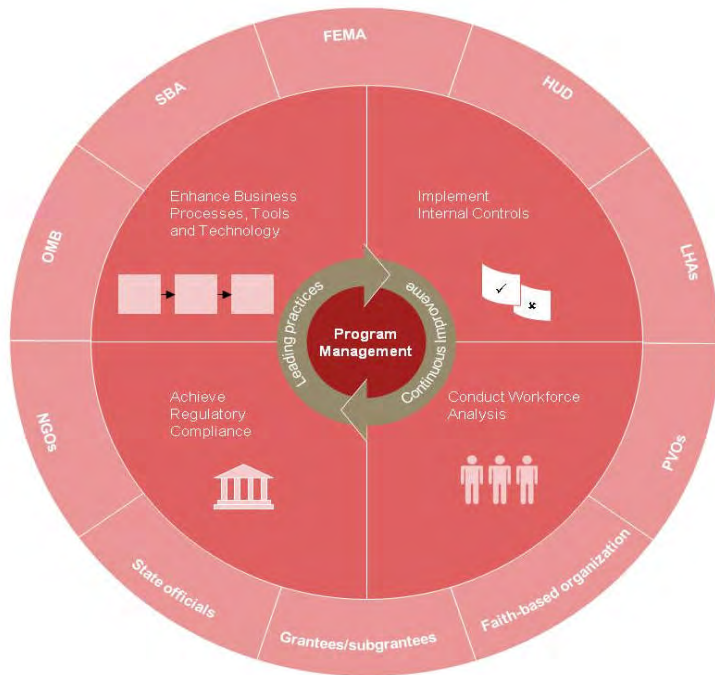 FEMA
HUD
LHAs
PVOs
Faith-based organization
Grantees/subgrantees
State officials
NGOs
OMB
SBA
Enhance Business
Processes, Tools
and Technology
Implement
Internal Controls
Leading practices
Continuous Improveme
Program
Management
Achieve
Regulatory
Compliance
Conduct Workforce
Analysis